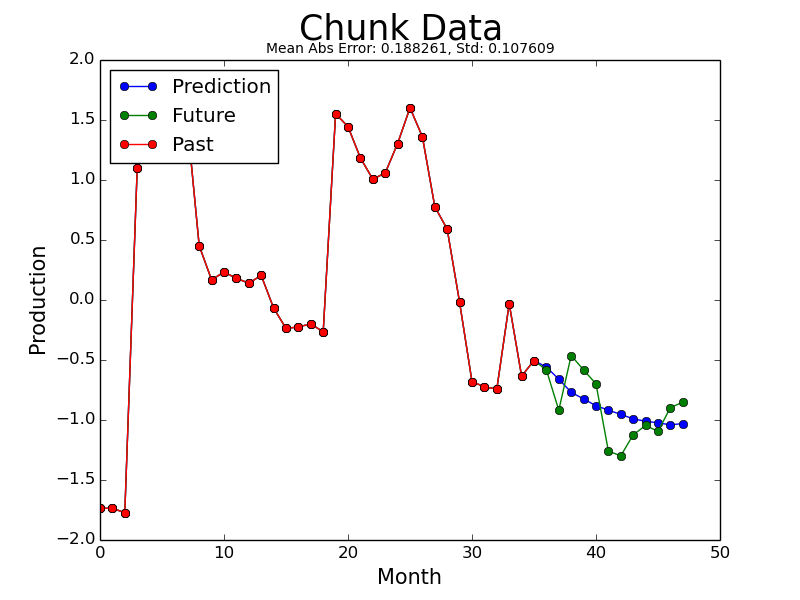 Chunk Data
Mean Abs Error: 0.188261, Std: 0.107609
2.0
1.5
1.0
0.5
0.0
−0.5
−1.0
−1.5
−2.0
Production
Prediction
Future
Past
0 10 20 30 40 50
Month